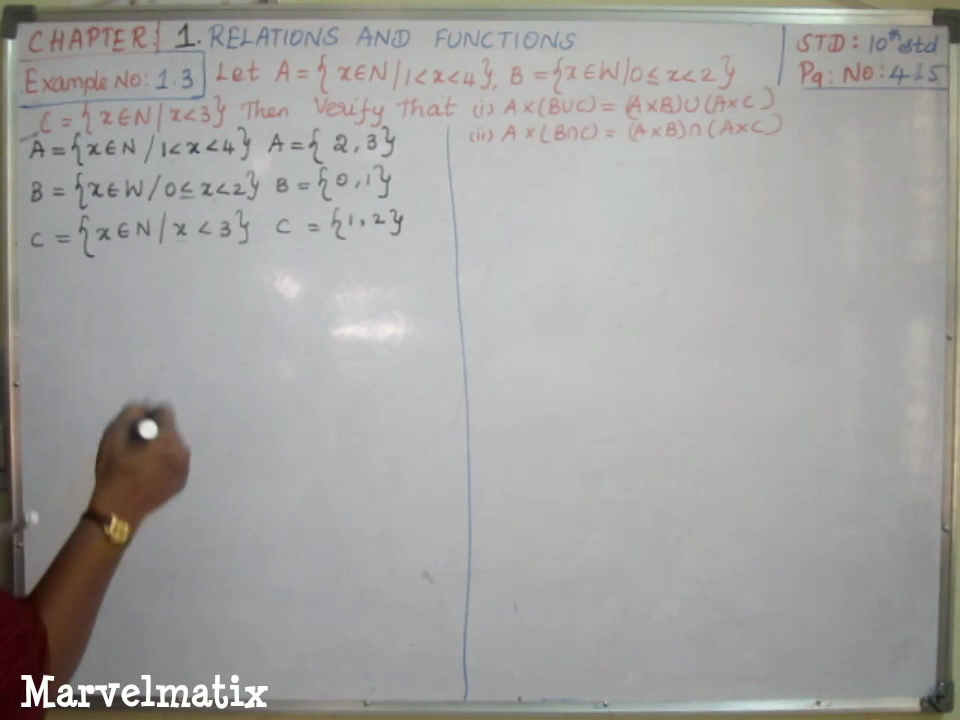 CHAPTER: 1. RELATIONS AND FUNCTIONS
STD: 10th std
Example No: 1.3 Let A = { x∈N / 1 < x < 4 }, B = { x∈W / 0 ≤ x < 2 }
Pg: No: 4 & 5
C = { x∈N / x < 3 } Then Verify that (i) A × (B∪C) = (A × B) ∪ (A × C)
(ii) A × (B∩C) = (A × B) ∩ (A × C)
A = { x∈N / 1 < x < 4 } A = { 2, 3 }
B = { x∈W / 0 ≤ x < 2 } B = { 0, 1 }
C = { x∈N / x < 3 } C = { 1, 2 }
Marvelmatix